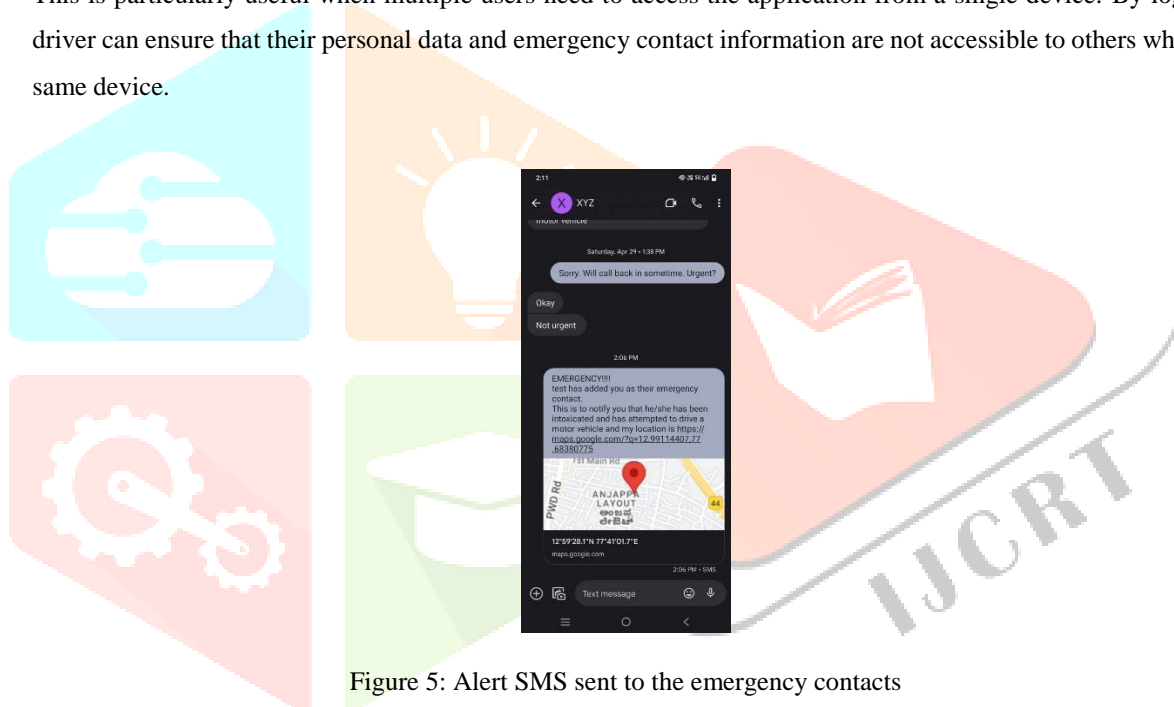 This is particularly useful when multiple users need to access the application from a single device. By
driver can ensure that their personal data and emergency contact information are not accessible to others
same device.
2:11
X XYZ
motor vehicle
Saturday, Apr 29 • 1:38 PM
Sorry. Will call back in sometime. Urgent?
Okay
Not urgent
2:06 PM
EMERGENCY!!!!
test has added you as their emergency
contact.
This is to notify you that he/she has been
intoxicated and has attempted to drive a
motor vehicle and my location is https://
maps.google.com/?q=12.99114407,77
.68380775
1st Main Rd
PWD Rd
ANJAPPA
LAYOUT
44
12°59'28.1"N 77°41'01.7"E
maps.google.com
2:06 PM • SMS
Text message
IJCRT
Figure 5: Alert SMS sent to the emergency contacts